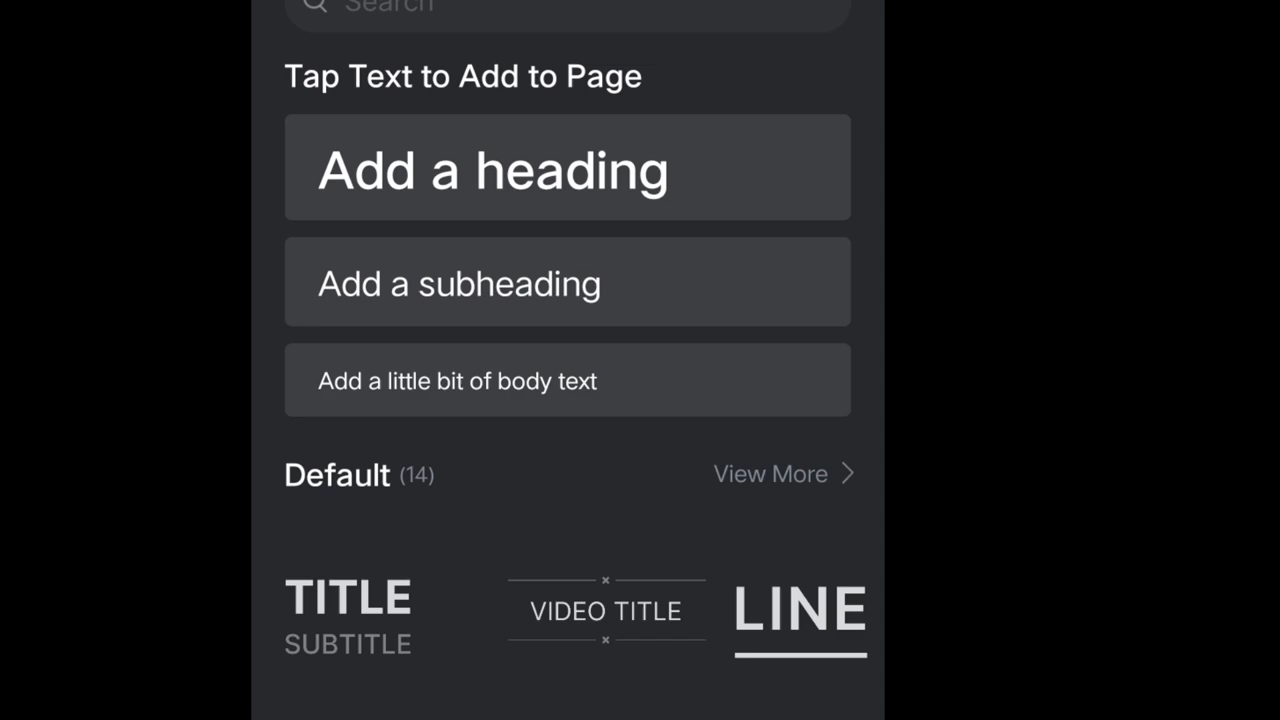 Search
Tap Text to Add to Page
Add a heading
Add a subheading
Add a little bit of body text
Default (14)
View More
TITLE
SUBTITLE
VIDEO TITLE
LINE